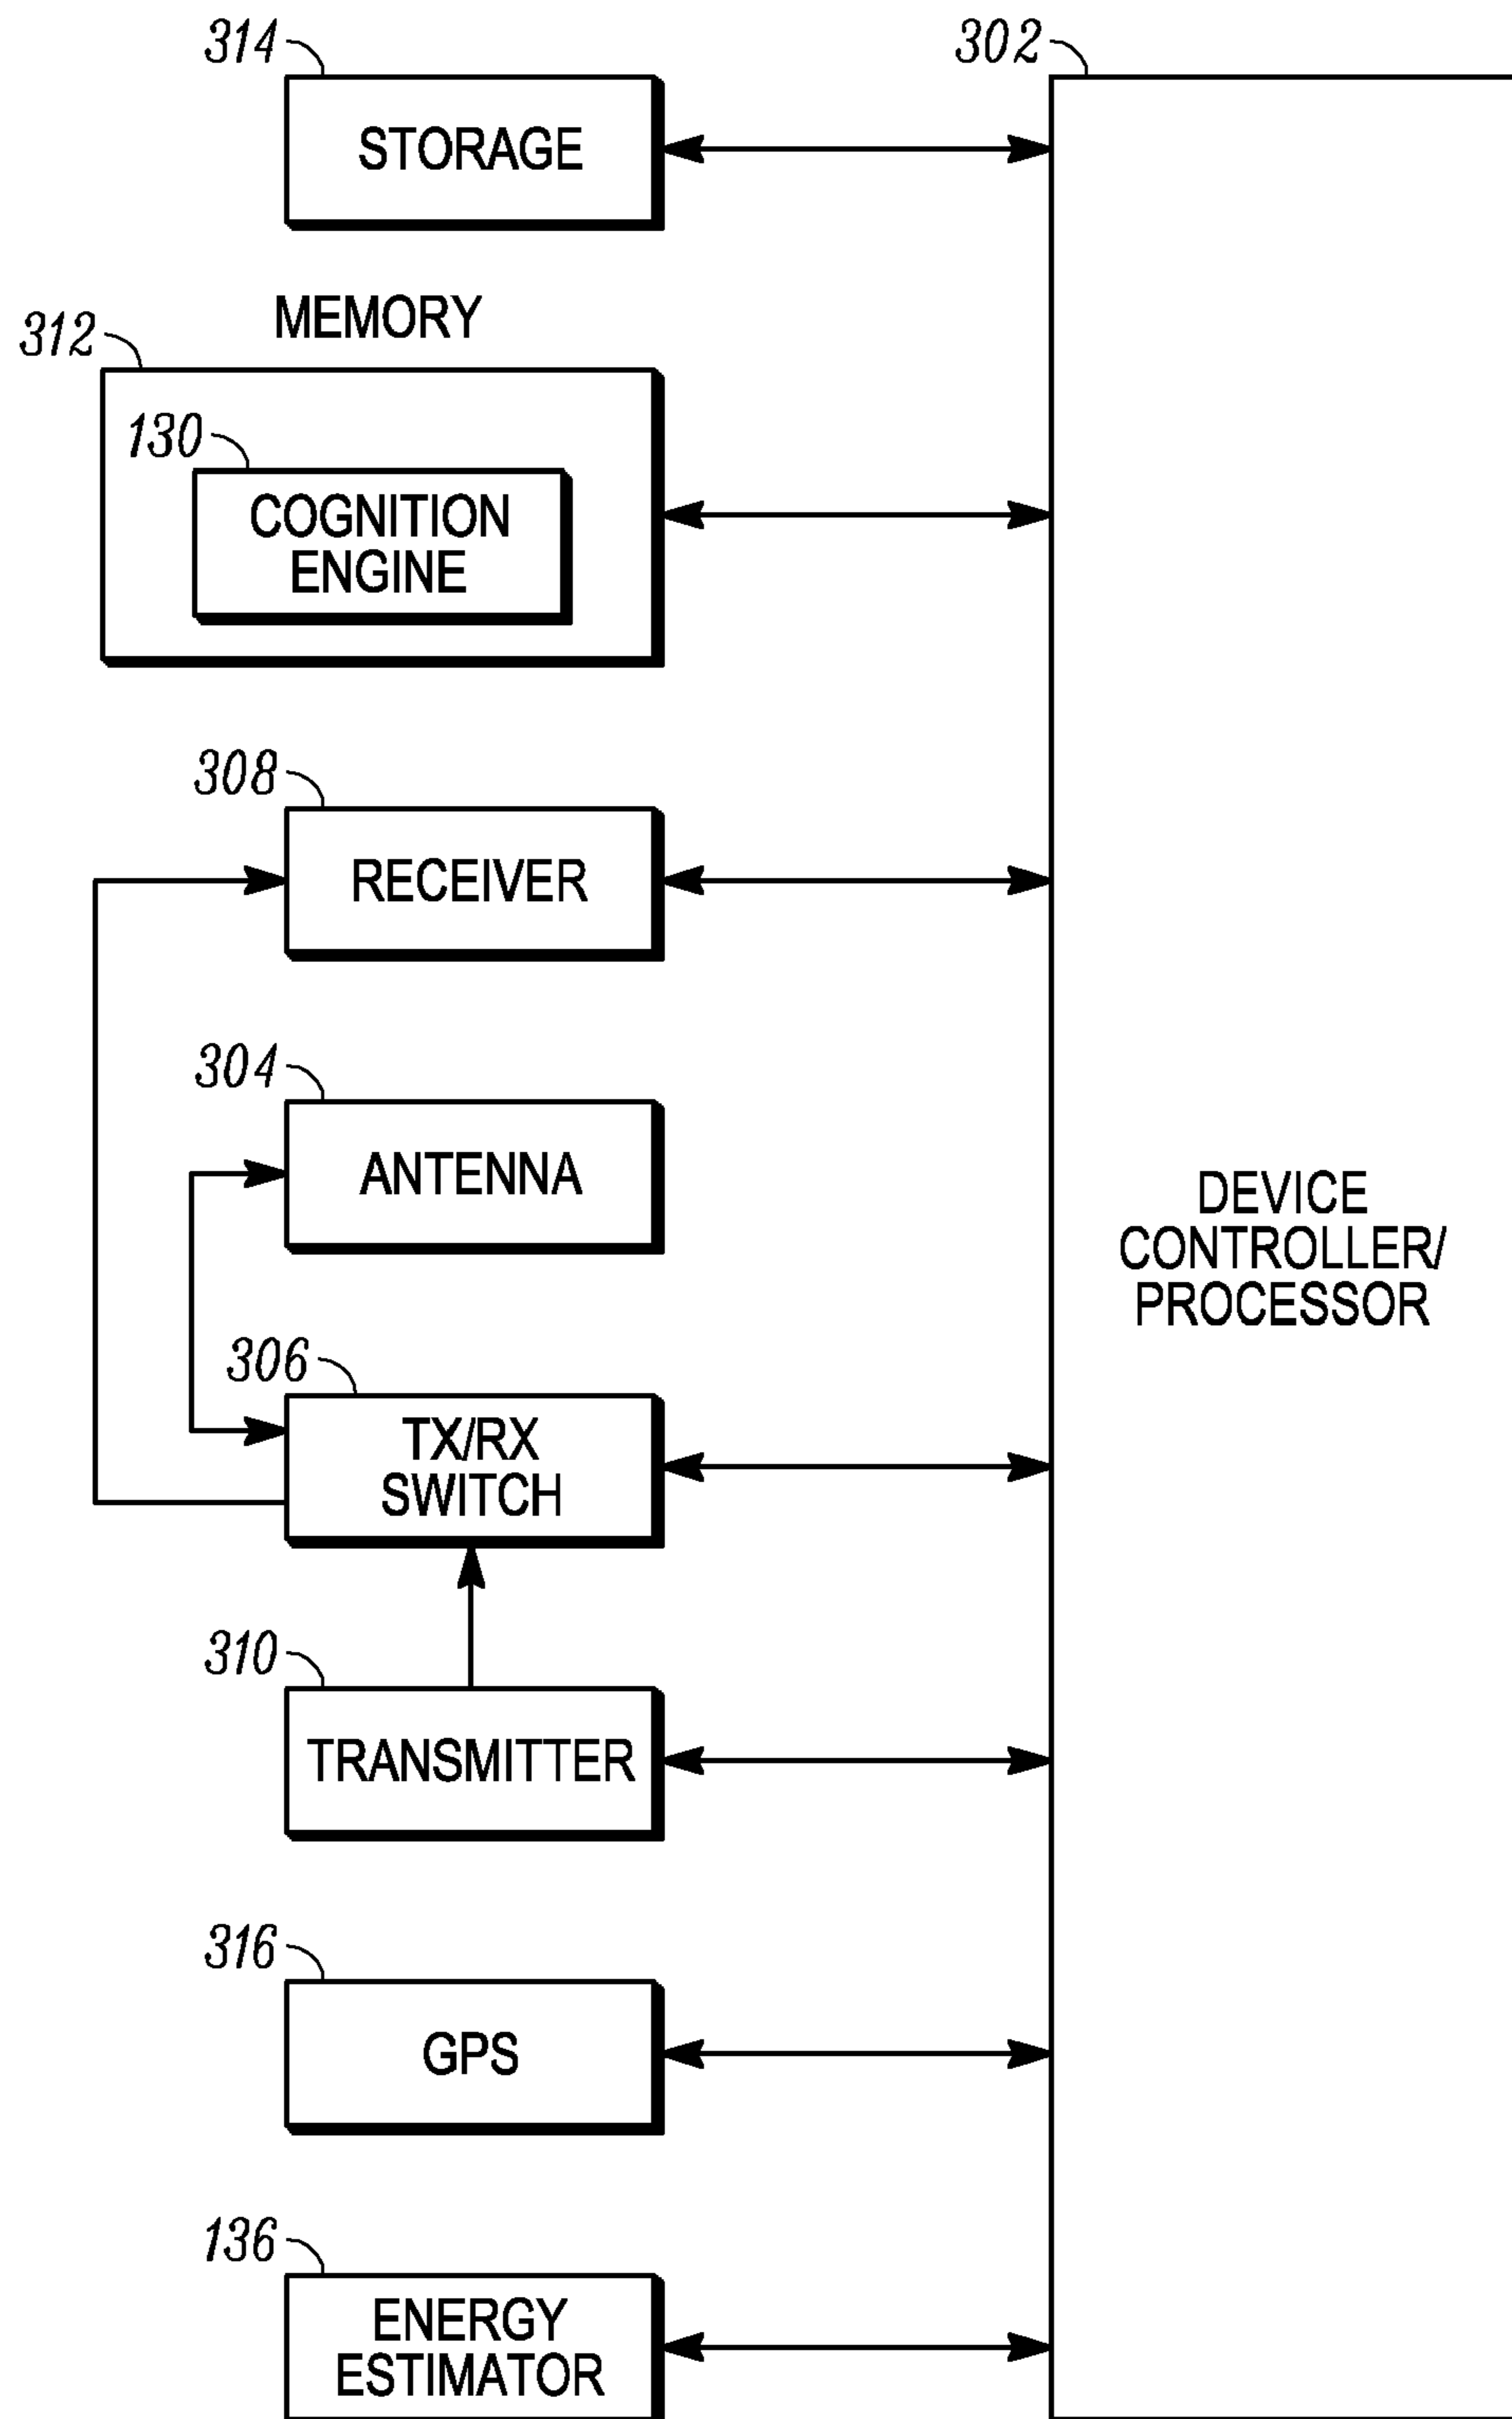 314
302
STORAGE
MEMORY
312
130
COGNITION
ENGINE
308
RECEIVER
304
ANTENNA
DEVICE
CONTROLLER/
PROCESSOR
306
TX/RX
SWITCH
310
TRANSMITTER
316
GPS
136
ENERGY
ESTIMATOR